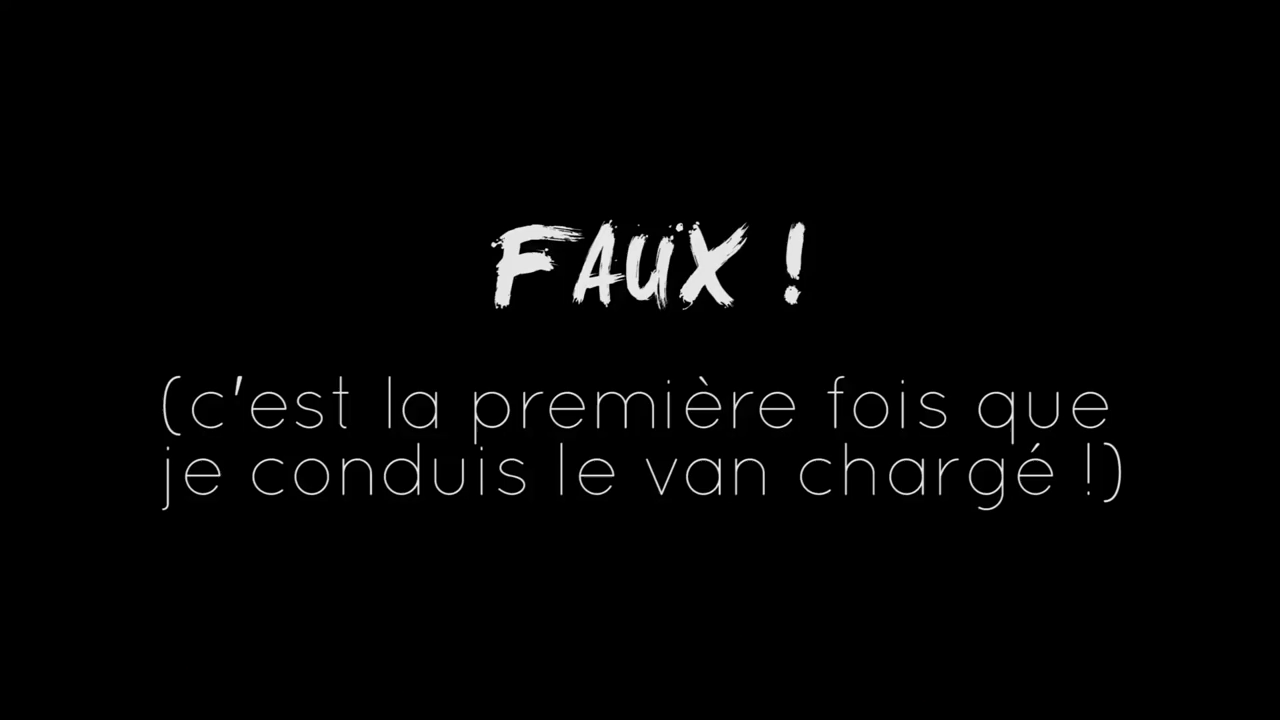 FAUX !
(c'est la première fois que
je conduis le van chargé !)